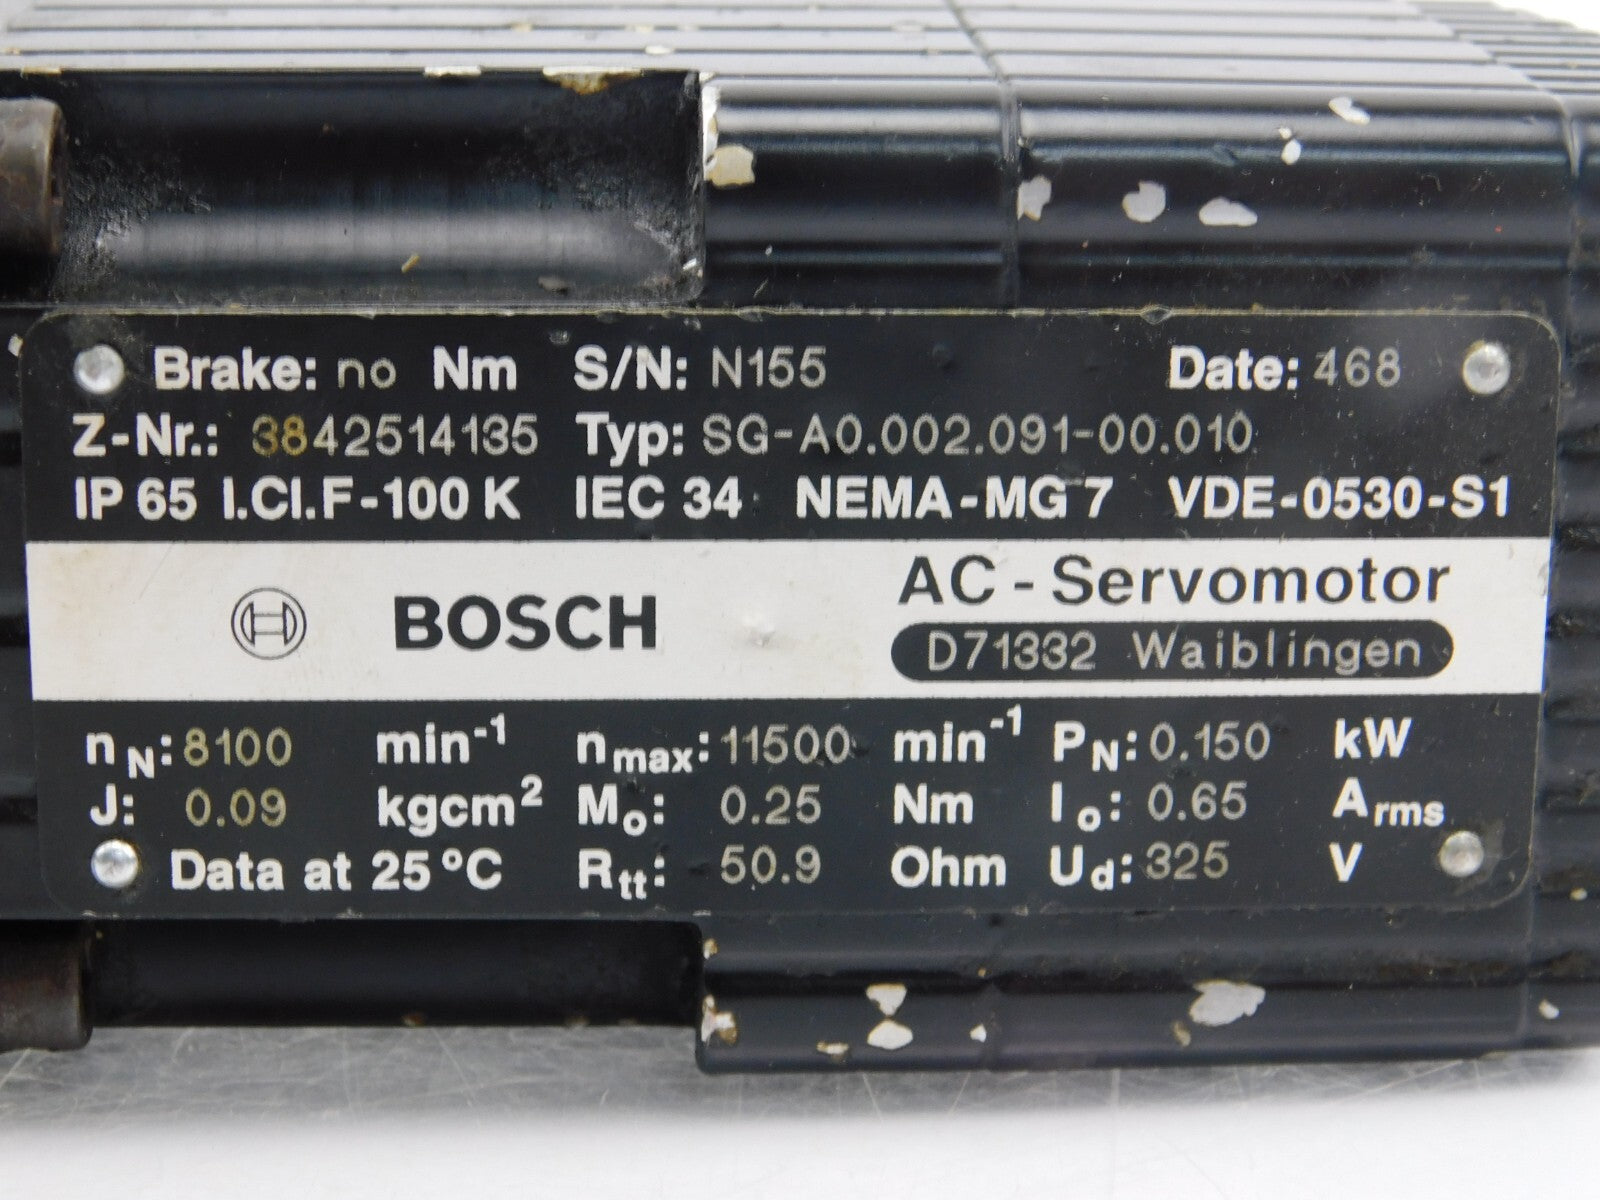 Brake: no Nm S/N: N155 Date: 468
Z-Nr.: 3842514135 Typ: SG-A0.002.091-00.010
IP 65 I.Cl.F-100 K IEC 34 NEMA-MG 7 VDE-0530-S1
BOSCH AC-Servomotor
D71332 Waiblingen
nN: 8100 min⁻¹ nmax: 11500 min⁻¹ PN: 0.150 kW
J: 0.09 kgcm² Mo: 0.25 Nm Io: 0.65 Arms
Data at 25°C Rtt: 50.9 Ohm Ud: 325 V